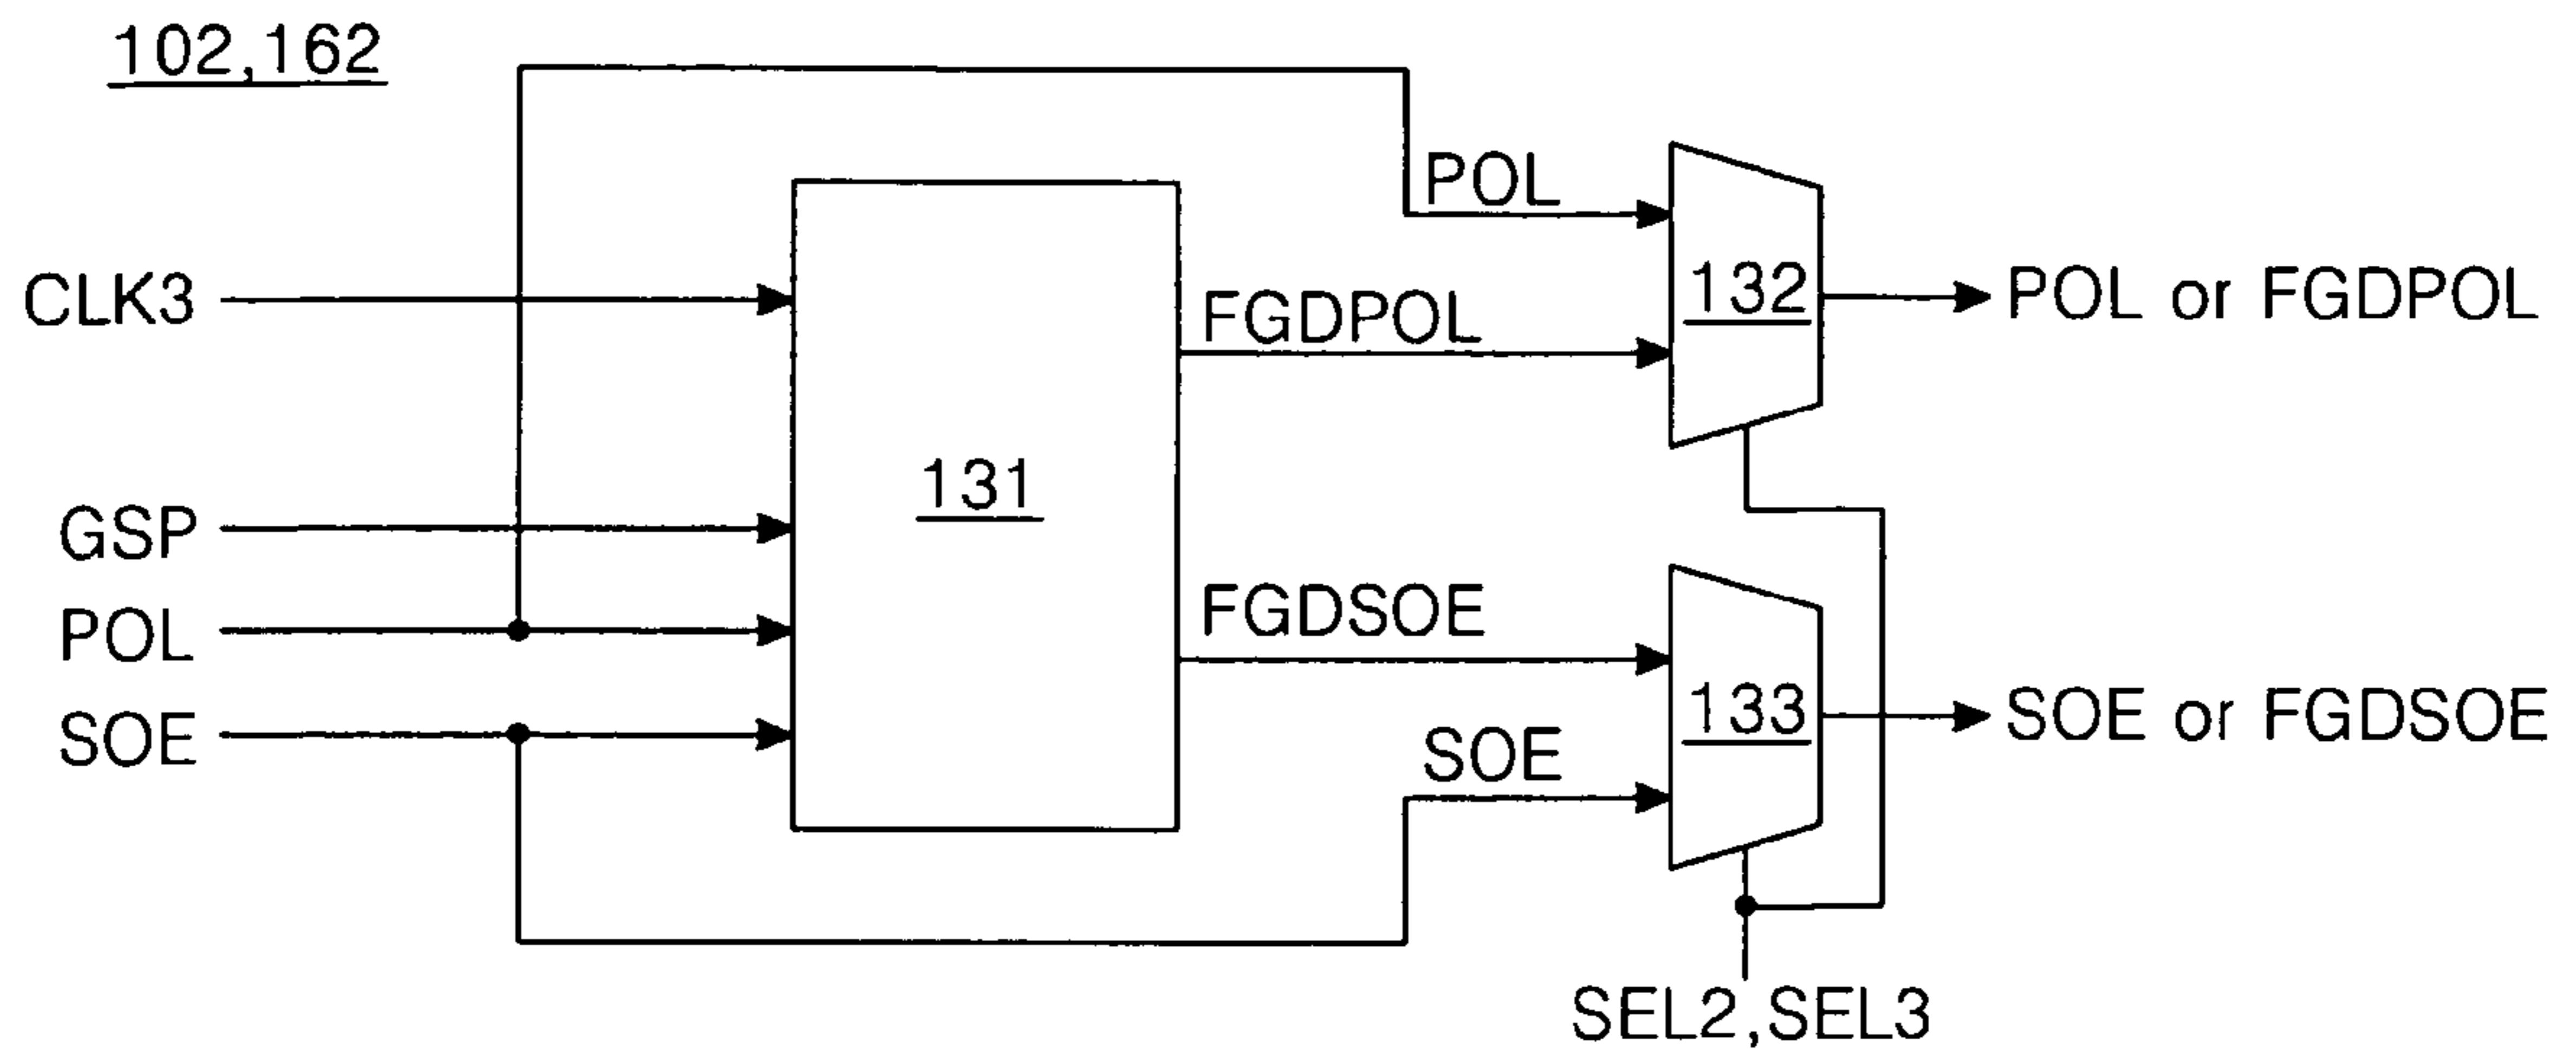 102,162
POL
CLK3
FGDPOL
132
POL or FGDPOL
131
GSP
POL
SOE
FGDSOE
133
SOE or FGDSOE
SOE
SEL2,SEL3